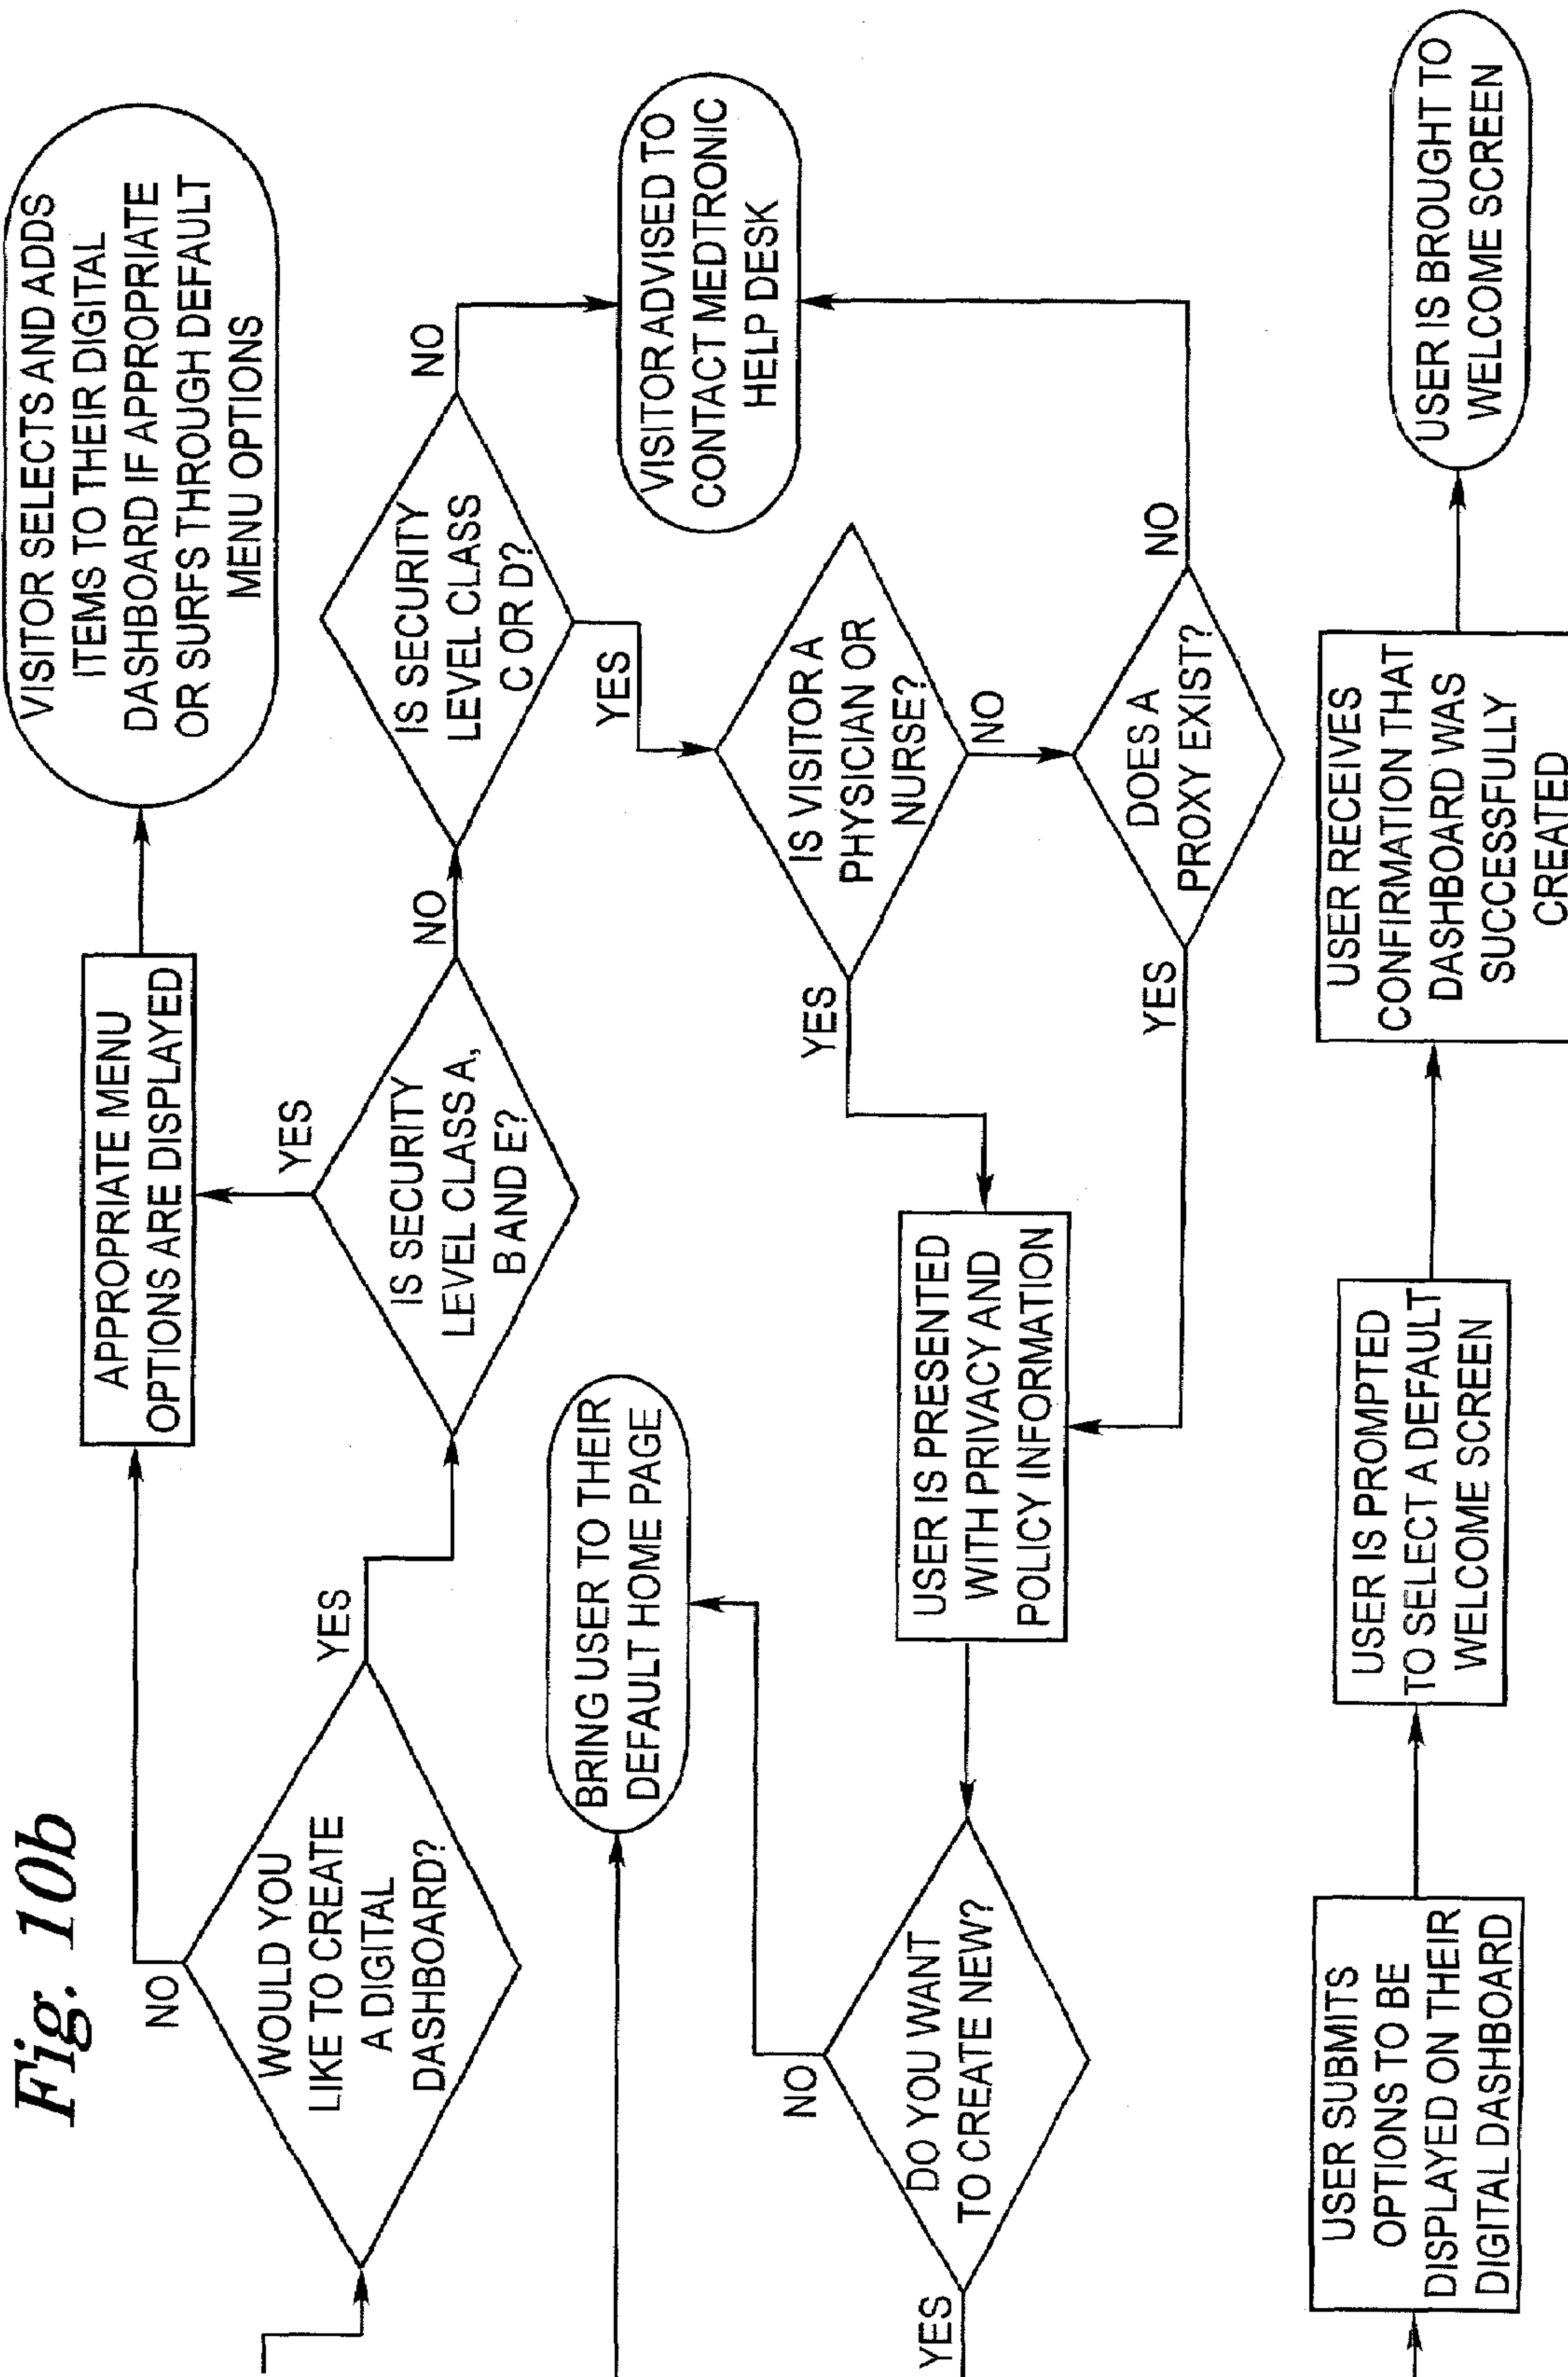 Fig. 10b
NO
WOULD YOU
LIKE TO CREATE
A DIGITAL
DASHBOARD?
YES
APPROPRIATE MENU
OPTIONS ARE DISPLAYED
VISITOR SELECTS AND ADDS
ITEMS TO THEIR DIGITAL
DASHBOARD IF APPROPRIATE
OR SURFS THROUGH DEFAULT
MENU OPTIONS
YES
IS SECURITY
LEVEL CLASS A,
B AND E?
NO
IS SECURITY
LEVEL CLASS
C OR D?
NO
YES
BRING USER TO THEIR
DEFAULT HOME PAGE
VISITOR ADVISED TO
CONTACT MEDTRONIC
HELP DESK
IS VISITOR A
PHYSICIAN OR
NURSE?
YES
NO
NO
DO YOU WANT
TO CREATE NEW?
YES
USER IS PRESENTED
WITH PRIVACY AND
POLICY INFORMATION
DOES A
PROXY EXIST?
YES
NO
USER SUBMITS
OPTIONS TO BE
DISPLAYED ON THEIR
DIGITAL DASHBOARD
USER IS PROMPTED
TO SELECT A DEFAULT
WELCOME SCREEN
USER RECEIVES
CONFIRMATION THAT
DASHBOARD WAS
SUCCESSFULLY
CREATED
USER IS BROUGHT TO
WELCOME SCREEN